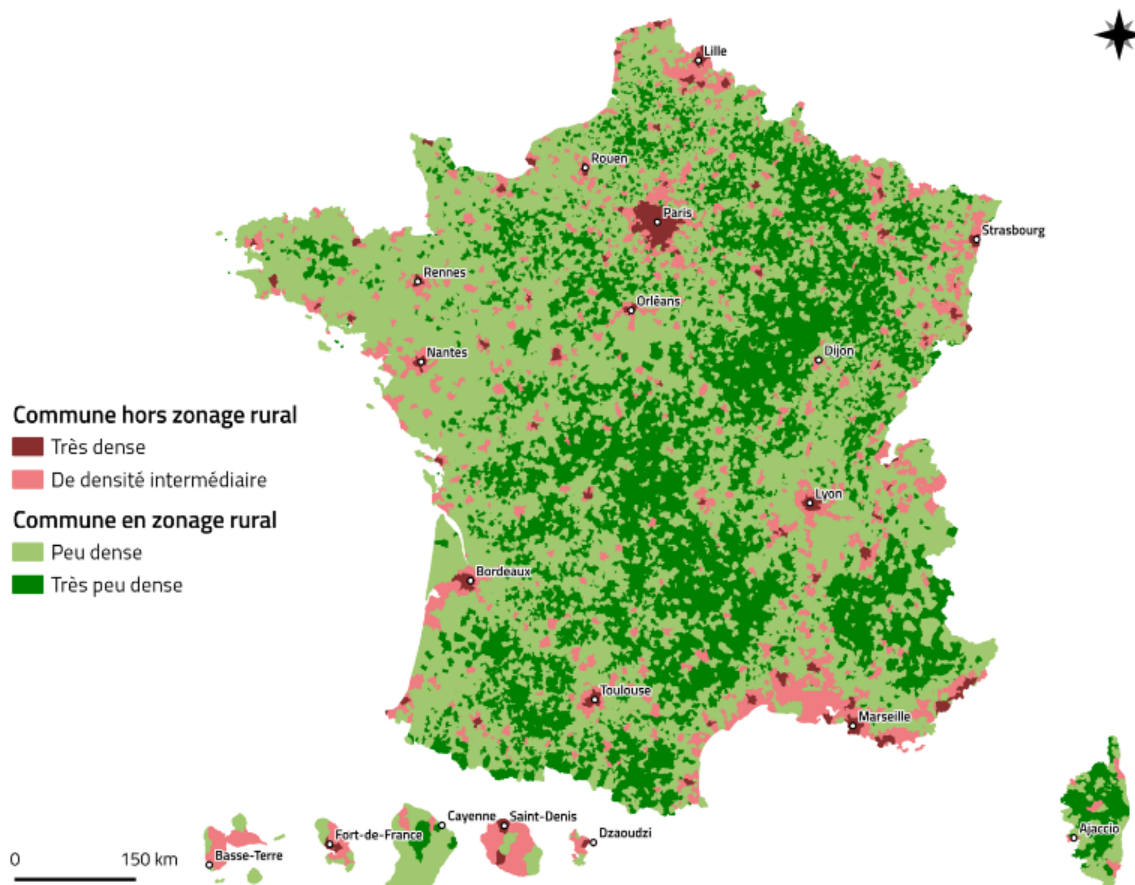 Lille
Rouen
Paris
Strasbourg
Rennes
Orléans
Nantes
Dijon
Commune hors zonage rural
Très dense
De densité intermédiaire
Commune en zonage rural
Peu dense
Très peu dense
Lyon
Bordeaux
Toulouse
Marseille
Cayenne
Saint-Denis
Fort-de-France
Dzaoudzi
Ajaccio
Basse-Terre
0 150 km